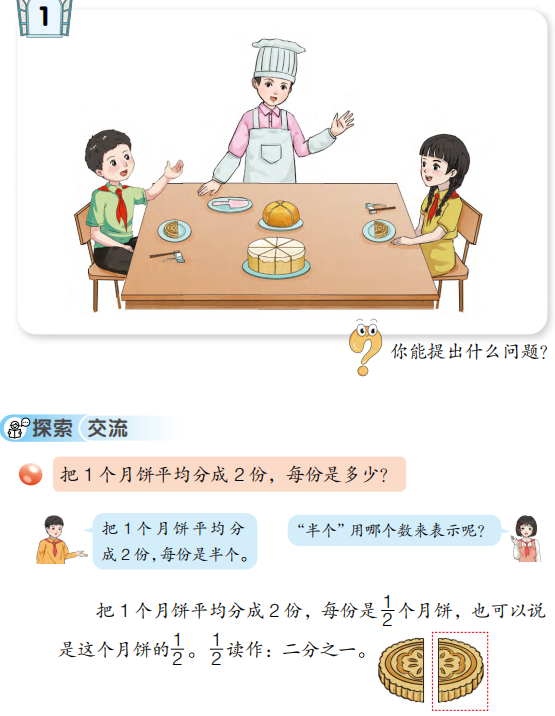 1
你能提出什么问题?
探索 交流
把1个月饼平均分成2份，每份是多少?
把1个月饼平均分
成2份，每份是半个。
“半个”用哪个数来表示呢?
把1个月饼平均分成2份，每份是1/2个月饼，也可以说
是这个月饼的1/2。1/2读作：二分之一。